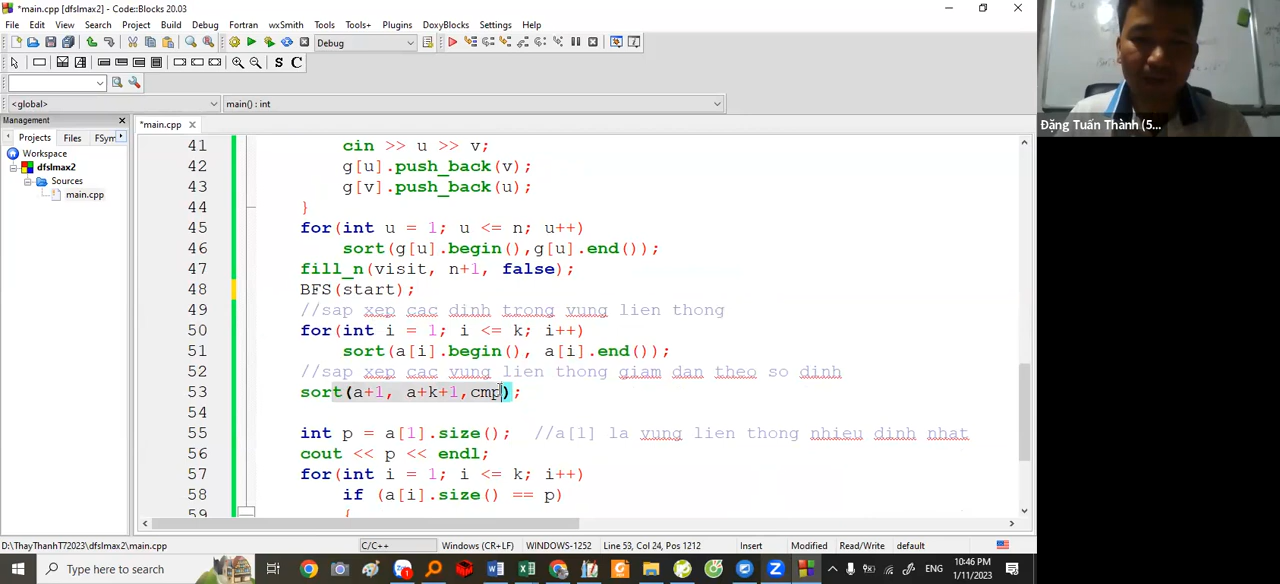 *main.cpp [dfslmax2] - Code::Blocks 20.03
File Edit View Search Project Build Debug Fortran wxSmith Tools Tools+ Plugins DoxyBlocks Settings Help
Debug
S C
<global> main() : int
Management
Projects Files FSym
Workspace
dfslmax2
Sources
main.cpp
*main.cpp
41 cin >> u >> v;
42 g[u].push_back(v);
43 g[v].push_back(u);
44 }
45 for(int u = 1; u <= n; u++)
46 sort(g[u].begin(),g[u].end());
47 fill_n(visit, n+1, false);
48 BFS(start);
49 //sap xep cac dinh trong vung lien thong
50 for(int i = 1; i <= k; i++)
51 sort(a[i].begin(), a[i].end());
52 //sap xep cac vung lien thong giam dan theo so dinh
53 sort(a+1, a+k+1,cmp);
54
55 int p = a[1].size(); //a[1] la vung lien thong nhieu dinh nhat
56 cout << p << endl;
57 for(int i = 1; i <= k; i++)
58 if (a[i].size() == p)
59 {
D:\ThayThanhT72023\dfslmax2\main.cpp C/C++ Windows (CR+LF) WINDOWS-1252 Line 53, Col 24, Pos 1212 Insert Modified Read/Write default
Type here to search
ENG
10:46 PM
1/11/2023
Đặng Tuấn Thành (5...